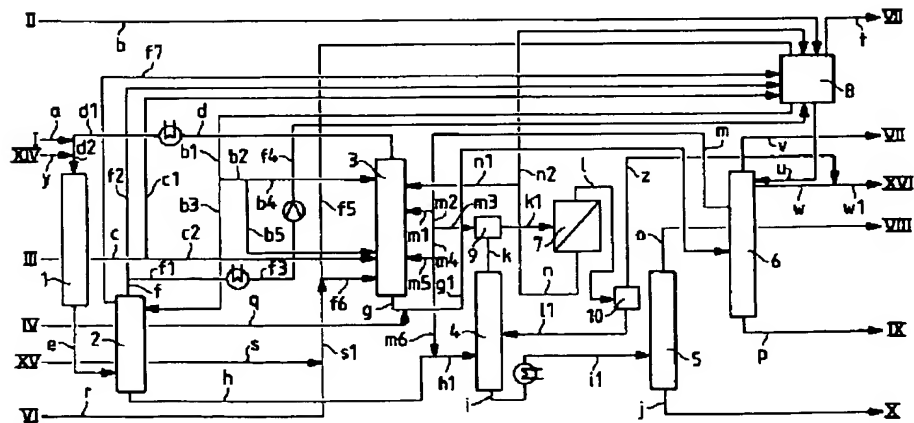 II b VII
f7 t
8
a d1 d f4 m
I b1 3 VII
XIV d2 b2 n1 n2 l v
y f2 c1 b3 b4 f5 m2 m3 k1 z u XVI
b5 m1 9 7 o w w1
III c c2 m4 k VIII
1 f1 f3 m5 n 6
f f6 g g1 10
IV q m6 4 l1 p IX
e 2 s s1 5
XV h h1 i1
VI r i j X